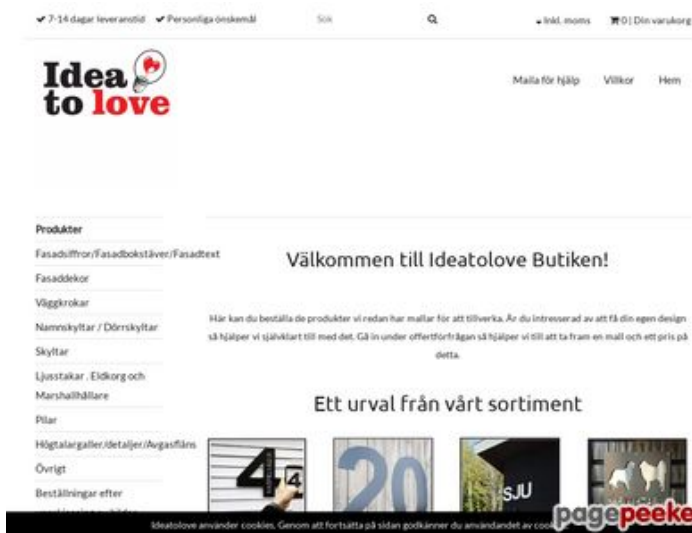 7-14 dagar leveranstid Personliga önskemål Sök Inkl. moms 0 | Din varukorg
Idea
to love
Maila för hjälp Villkor Hem
Produkter
Fasadsiffror/Fasadbokstäver/Fasadtext
Fasaddekor
Väggkrokar
Namnskyltar / Dörrskyltar
Skyltar
Ljusstakar . Eldkorg och
Marshallhållare
Pilar
Högtalargaller/detaljer/Avgasfläns
Övrigt
Beställningar efter
Välkommen till Ideatolove Butiken!
Här kan du beställa de produkter vi redan har mallar för att tillverka. Är du intresserad av att få din egen design
så hjälper vi självklart till med det. Gå in under offertförfrågan så hjälper vi till att ta fram en mall och ett pris på
detta.
Ett urval från vårt sortiment
4 4
20
SJU
Ideatolove använder cookies. Genom att fortsätta på sidan godkänner du användandet av
pagepeeke